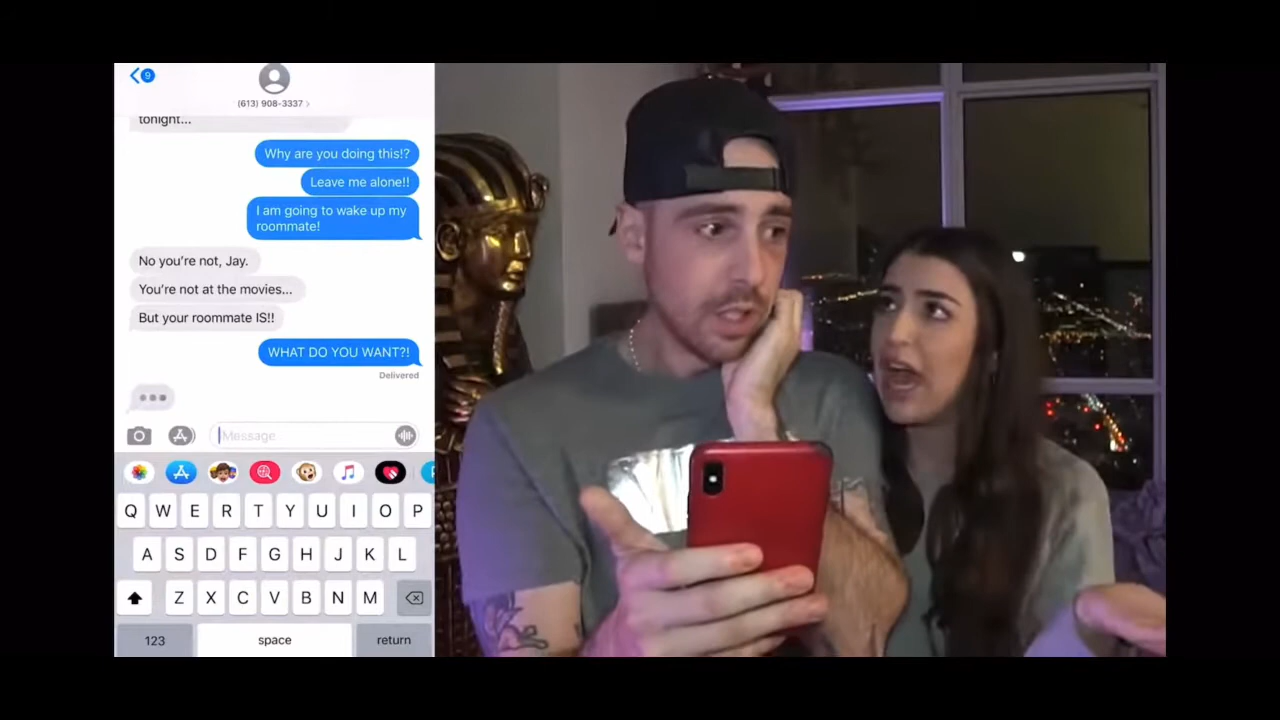 9
(613) 908-3337 >
tonight...
Why are you doing this!?
Leave me alone!!
I am going to wake up my
roommate!
No you're not, Jay.
You're not at the movies...
But your roommate IS!!
WHAT DO YOU WANT?!
Delivered
Message
Q W E R T Y U I O P
A S D F G H J K L
Z X C V B N M
123 space return